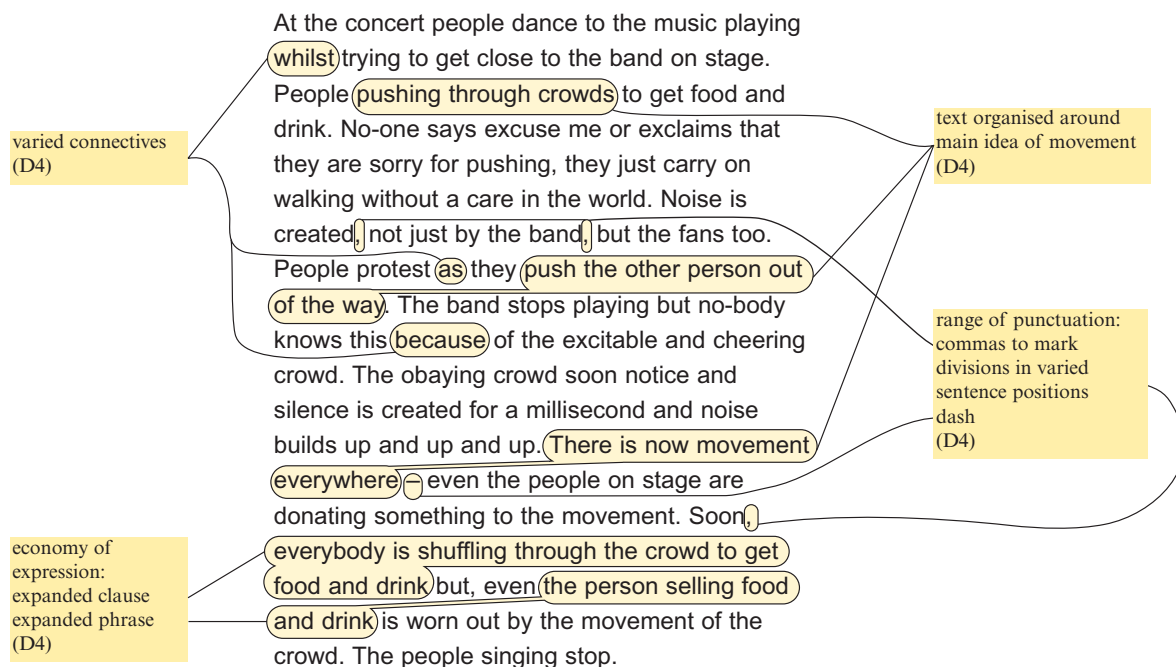 At the concert people dance to the music playing
whilst trying to get close to the band on stage.
People pushing through crowds to get food and
drink. No-one says excuse me or exclaims that
they are sorry for pushing, they just carry on
walking without a care in the world. Noise is
created, not just by the band, but the fans too.
People protest as they push the other person out
of the way. The band stops playing but no-body
knows this because of the excitable and cheering
crowd. The obaying crowd soon notice and
silence is created for a millisecond and noise
builds up and up and up. There is now movement
everywhere – even the people on stage are
donating something to the movement. Soon,
everybody is shuffling through the crowd to get
food and drink but, even the person selling food
and drink is worn out by the movement of the
crowd. The people singing stop.
varied connectives
(D4)
economy of
expression:
expanded clause
expanded phrase
(D4)
text organised around
main idea of movement
(D4)
range of punctuation:
commas to mark
divisions in varied
sentence positions
dash
(D4)